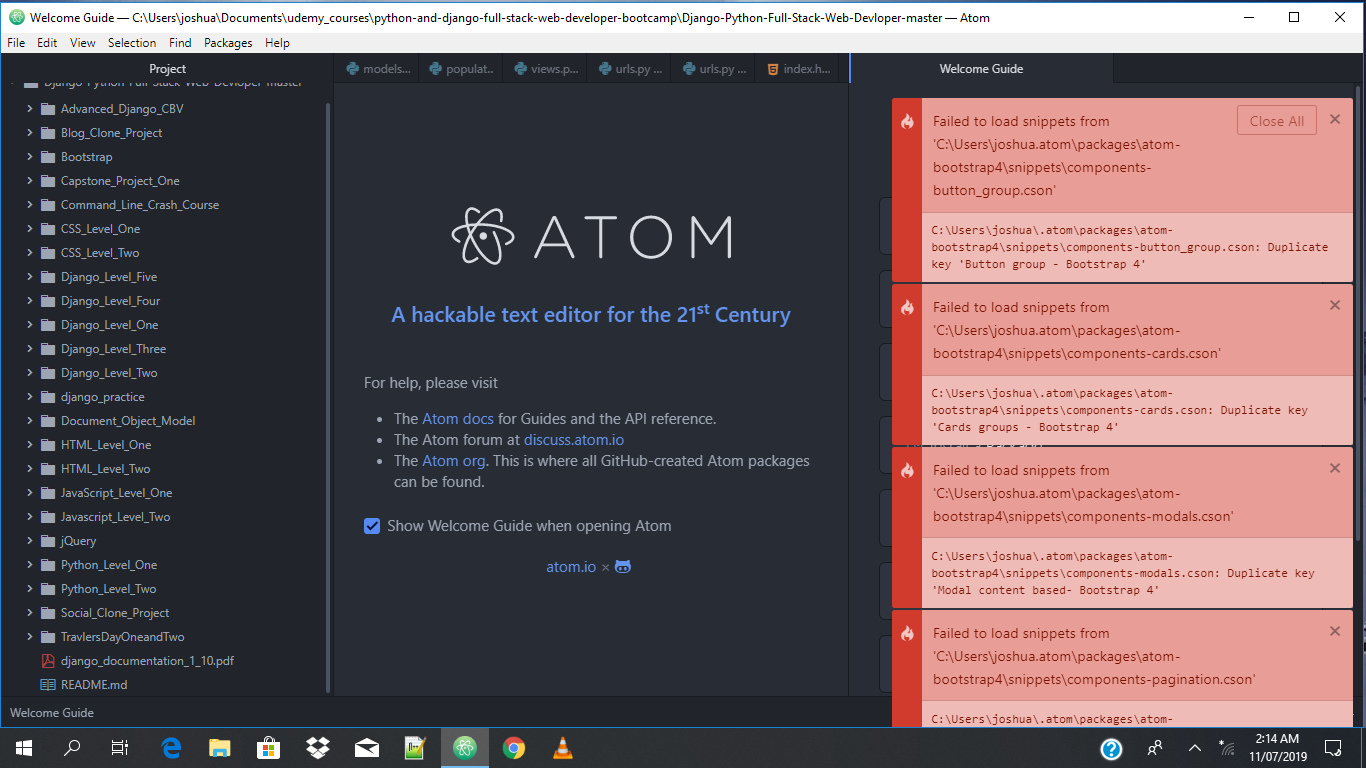 Welcome Guide — C:\Users\joshua\Documents\udemy_courses\python-and-django-full-stack-web-developer-bootcamp\Django-Python-Full-Stack-Web-Devloper-master — Atom
File Edit View Selection Find Packages Help
Project
models...
populat..
views.p...
urls.py ...
urls.py ...
index.h...
Welcome Guide
Django-Python-Full-Stack-Web-Devloper-master
Advanced_Django_CBV
Blog_Clone_Project
Bootstrap
Capstone_Project_One
Command_Line_Crash_Course
CSS_Level_One
CSS_Level_Two
Django_Level_Five
Django_Level_Four
Django_Level_One
Django_Level_Three
Django_Level_Two
django_practice
Document_Object_Model
HTML_Level_One
HTML_Level_Two
JavaScript_Level_One
Javascript_Level_Two
jQuery
Python_Level_One
Python_Level_Two
Social_Clone_Project
TravlersDayOneandTwo
django_documentation_1_10.pdf
README.md
ATOM
A hackable text editor for the 21st Century
For help, please visit
• The Atom docs for Guides and the API reference.
• The Atom forum at discuss.atom.io
• The Atom org. This is where all GitHub-created Atom packages
can be found.
Show Welcome Guide when opening Atom
atom.io ×
Close All
Failed to load snippets from
'C:\Users\joshua.atom\packages\atom-
bootstrap4\snippets\components-
button_group.cson'
C:\Users\joshua\.atom\packages\atom-
bootstrap4\snippets\components-button_group.cson: Duplicate
key 'Button group - Bootstrap 4'
Failed to load snippets from
'C:\Users\joshua.atom\packages\atom-
bootstrap4\snippets\components-cards.cson'
C:\Users\joshua\.atom\packages\atom-
bootstrap4\snippets\components-cards.cson: Duplicate key
'Cards groups - Bootstrap 4'
Failed to load snippets from
'C:\Users\joshua.atom\packages\atom-
bootstrap4\snippets\components-modals.cson'
C:\Users\joshua\.atom\packages\atom-
bootstrap4\snippets\components-modals.cson: Duplicate key
'Modal content based- Bootstrap 4'
Failed to load snippets from
'C:\Users\joshua.atom\packages\atom-
bootstrap4\snippets\components-pagination.cson'
C:\Users\joshua\.atom\packages\atom-
Welcome Guide
2:14 AM
11/07/2019